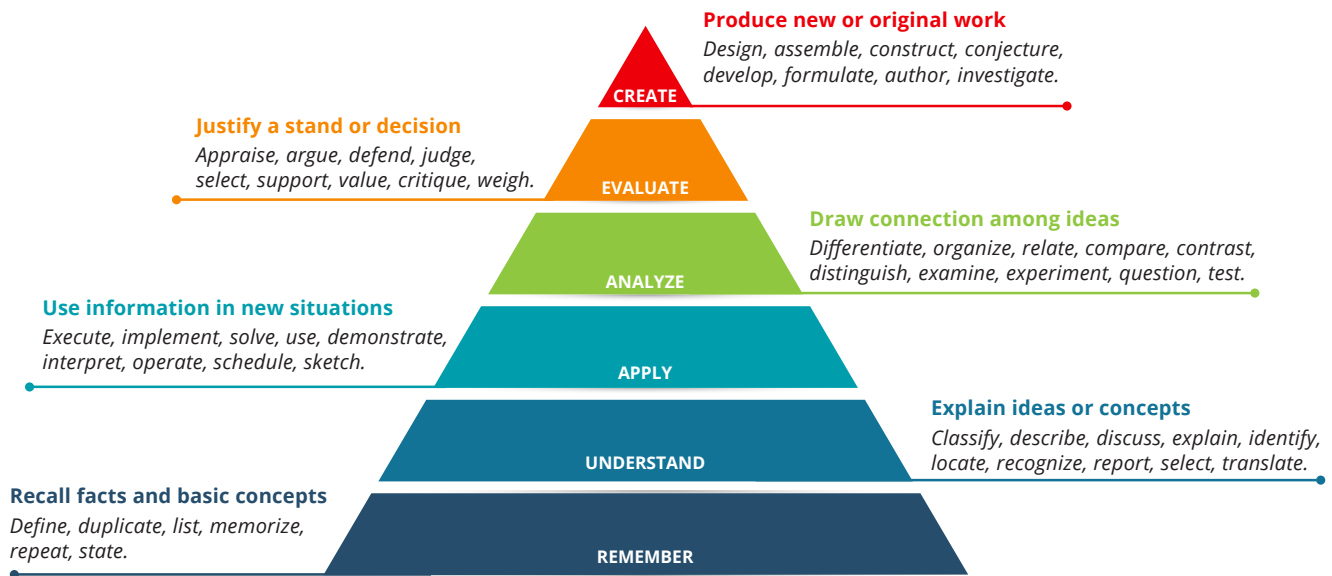 Produce new or original work
Design, assemble, construct, conjecture,
develop, formulate, author, investigate.
CREATE
Justify a stand or decision
Appraise, argue, defend, judge,
select, support, value, critique, weigh.
EVALUATE
Draw connection among ideas
Differentiate, organize, relate, compare, contrast,
distinguish, examine, experiment, question, test.
ANALYZE
Use information in new situations
Execute, implement, solve, use, demonstrate,
interpret, operate, schedule, sketch.
APPLY
Explain ideas or concepts
Classify, describe, discuss, explain, identify,
locate, recognize, report, select, translate.
UNDERSTAND
Recall facts and basic concepts
Define, duplicate, list, memorize,
repeat, state.
REMEMBER